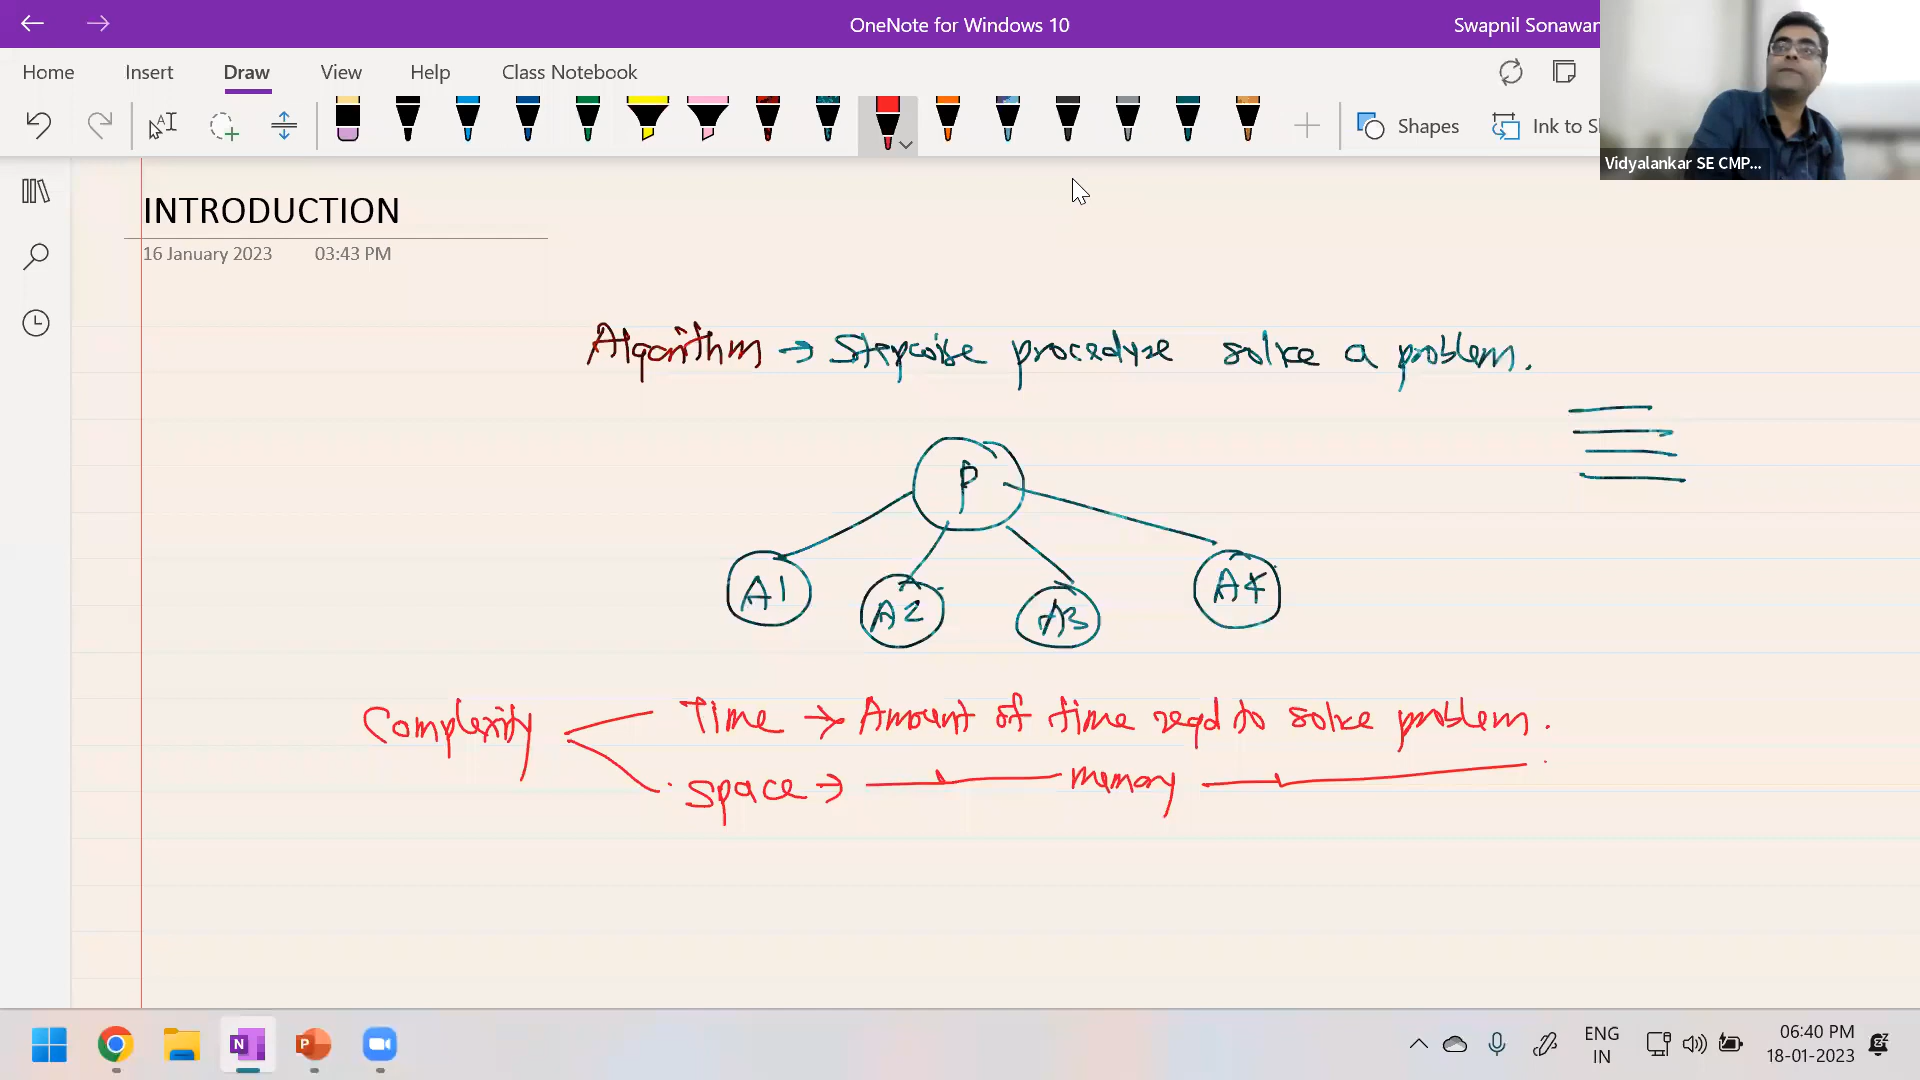 OneNote for Windows 10
Swapnil Sonawan
Home Insert Draw View Help Class Notebook
Shapes Ink to S
Vidyalankar SE CMP...
INTRODUCTION
16 January 2023 03:43 PM
Algorithm → Stepwise procedure solve a problem.
P
A1 A2 A3 A4
Complexity Time → Amount of time reqd to solve problem.
space → memory
ENG
IN
06:40 PM
18-01-2023